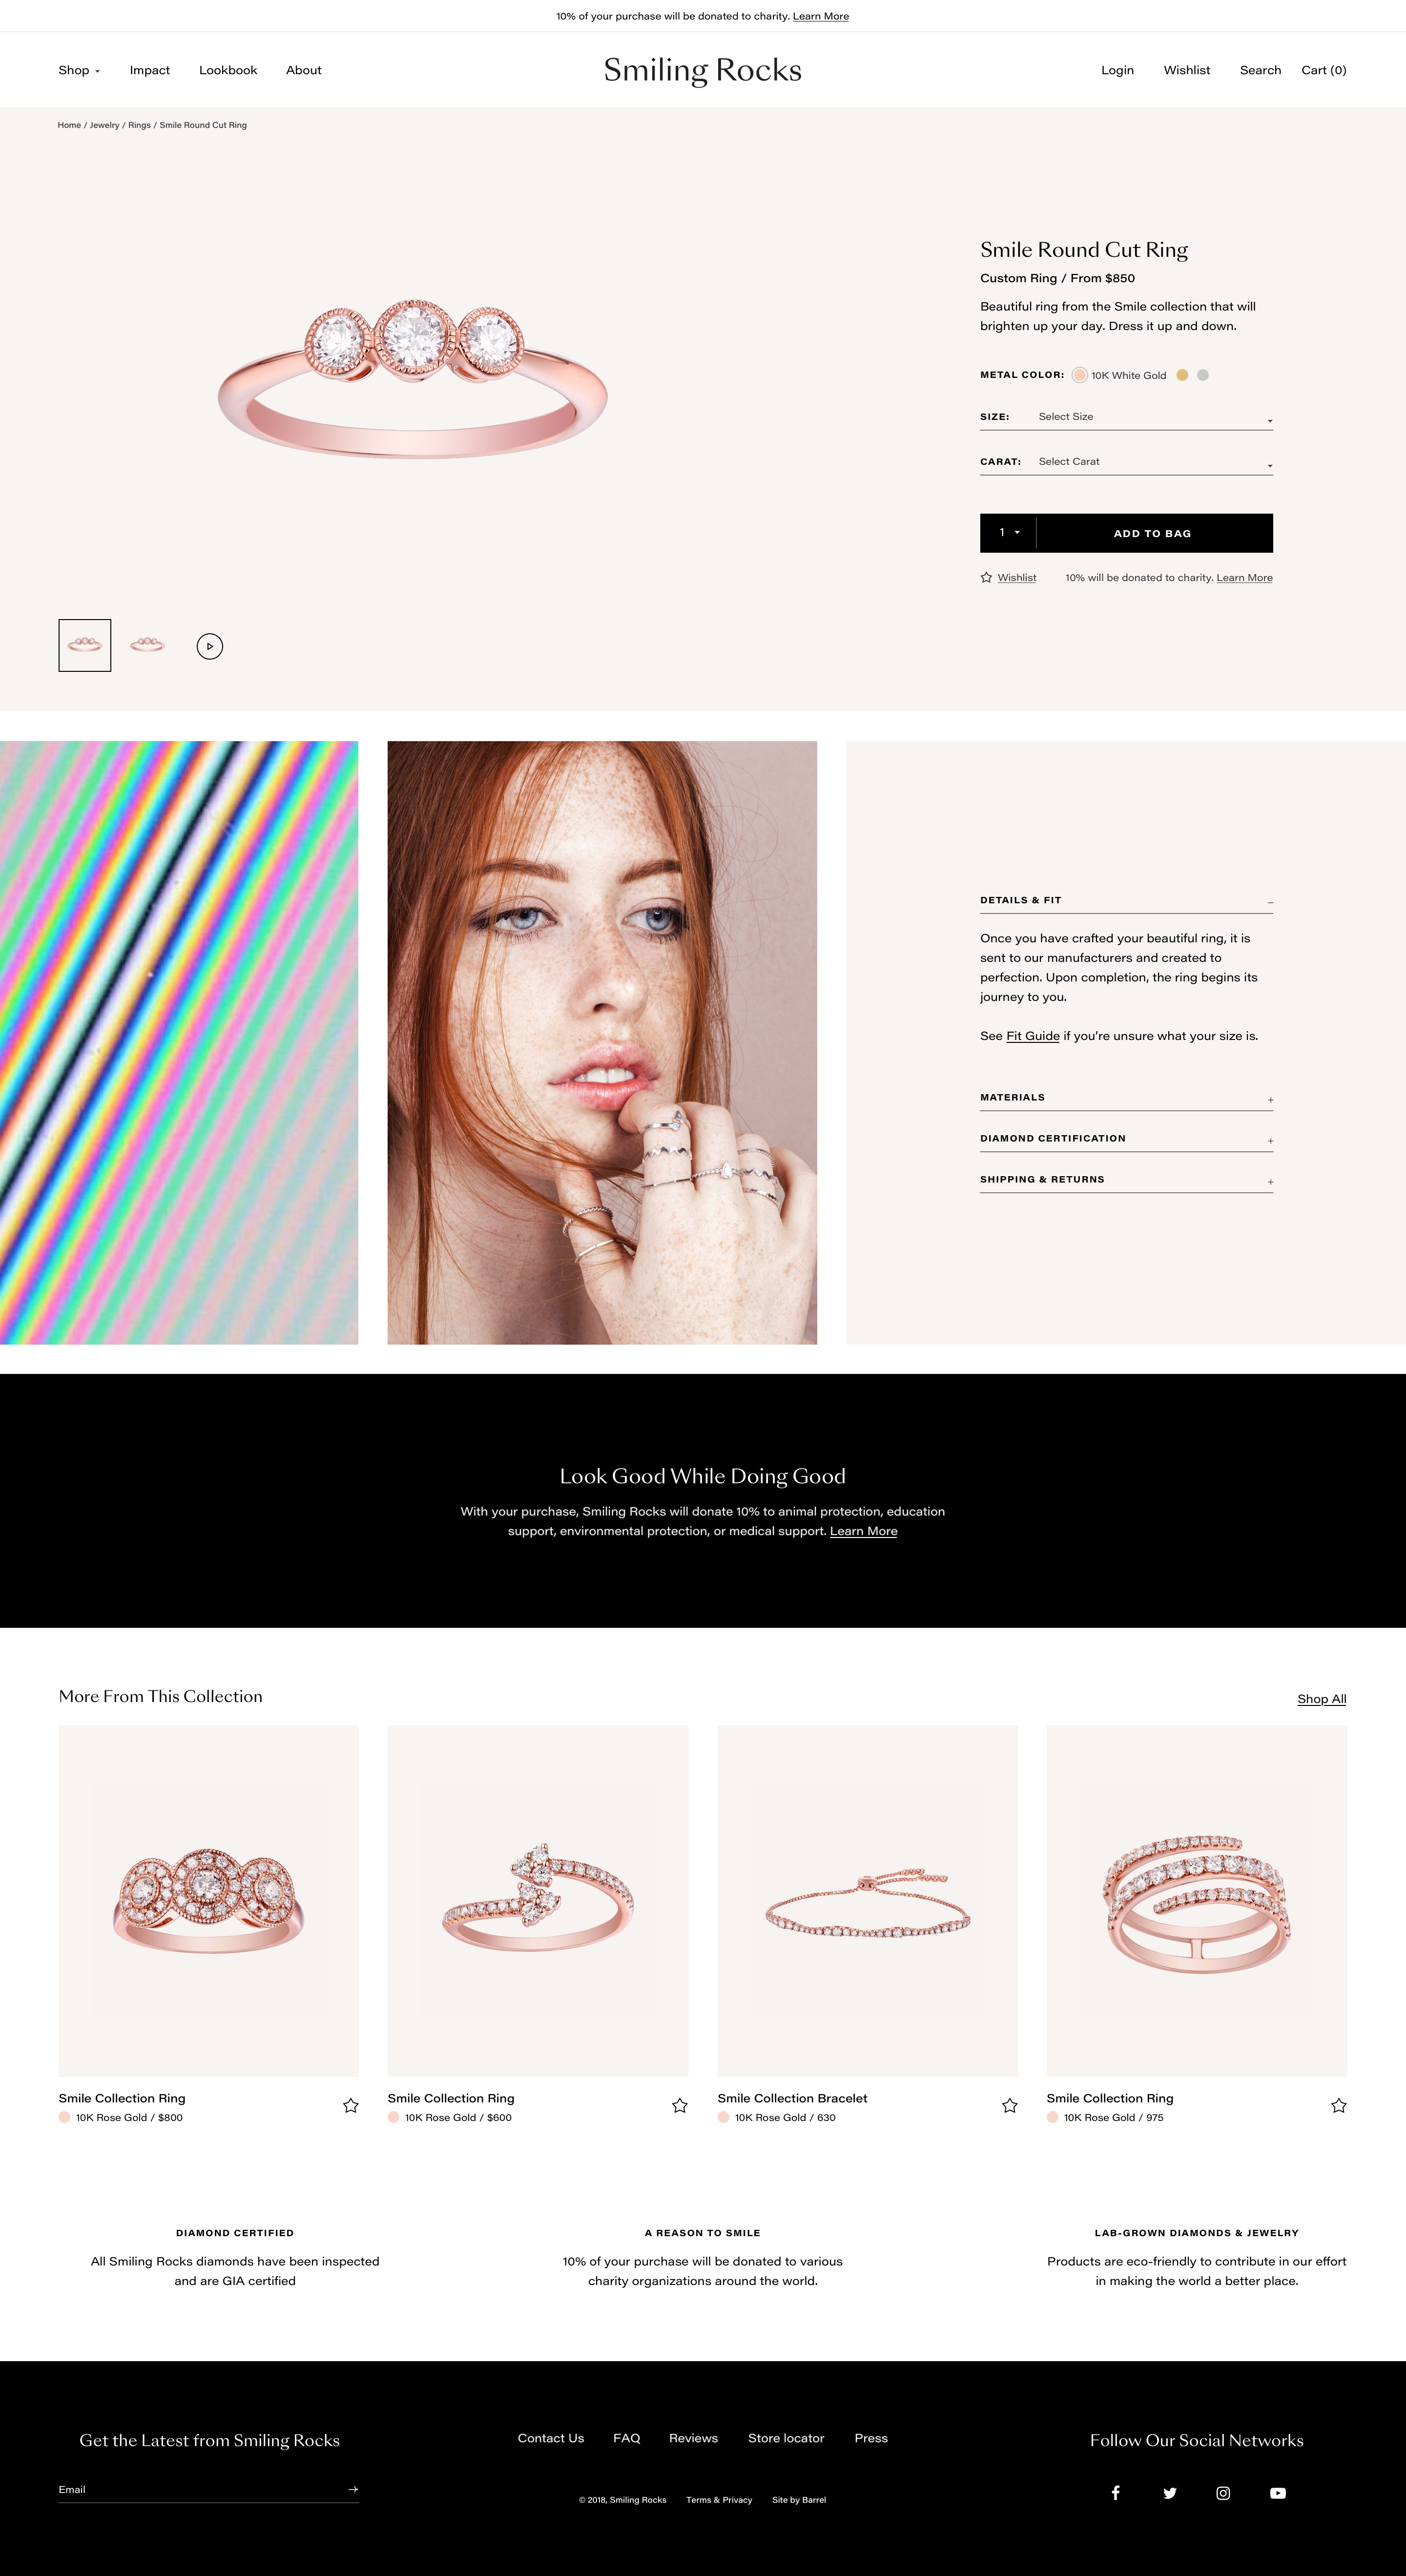 10% of your purchase will be donated to charity. Learn More
Shop Impact Lookbook About
Smiling Rocks
Login Wishlist Search Cart (0)
Home / Jewelry / Rings / Smile Round Cut Ring
Smile Round Cut Ring
Custom Ring / From $850
Beautiful ring from the Smile collection that will
brighten up your day. Dress it up and down.
METAL COLOR: 10K White Gold
SIZE: Select Size
CARAT: Select Carat
1 ADD TO BAG
Wishlist 10% will be donated to charity. Learn More
DETAILS & FIT
Once you have crafted your beautiful ring, it is
sent to our manufacturers and created to
perfection. Upon completion, the ring begins its
journey to you.
See Fit Guide if you’re unsure what your size is.
MATERIALS
DIAMOND CERTIFICATION
SHIPPING & RETURNS
Look Good While Doing Good
With your purchase, Smiling Rocks will donate 10% to animal protection, education
support, environmental protection, or medical support. Learn More
More From This Collection
Shop All
Smile Collection Ring
10K Rose Gold / $800
Smile Collection Ring
10K Rose Gold / $600
Smile Collection Bracelet
10K Rose Gold / 630
Smile Collection Ring
10K Rose Gold / 975
DIAMOND CERTIFIED
All Smiling Rocks diamonds have been inspected
and are GIA certified
A REASON TO SMILE
10% of your purchase will be donated to various
charity organizations around the world.
LAB-GROWN DIAMONDS & JEWELRY
Products are eco-friendly to contribute in our effort
in making the world a better place.
Get the Latest from Smiling Rocks
Email
Contact Us FAQ Reviews Store locator Press
© 2018, Smiling Rocks Terms & Privacy Site by Barrel
Follow Our Social Networks